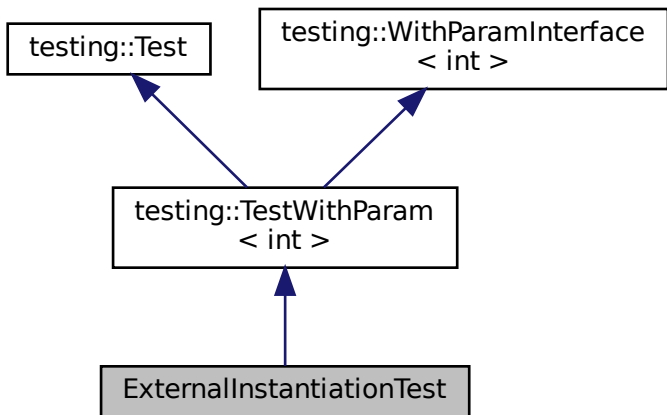 testing::Test
testing::WithParamInterface
< int >
testing::TestWithParam
< int >
ExternalInstantiationTest